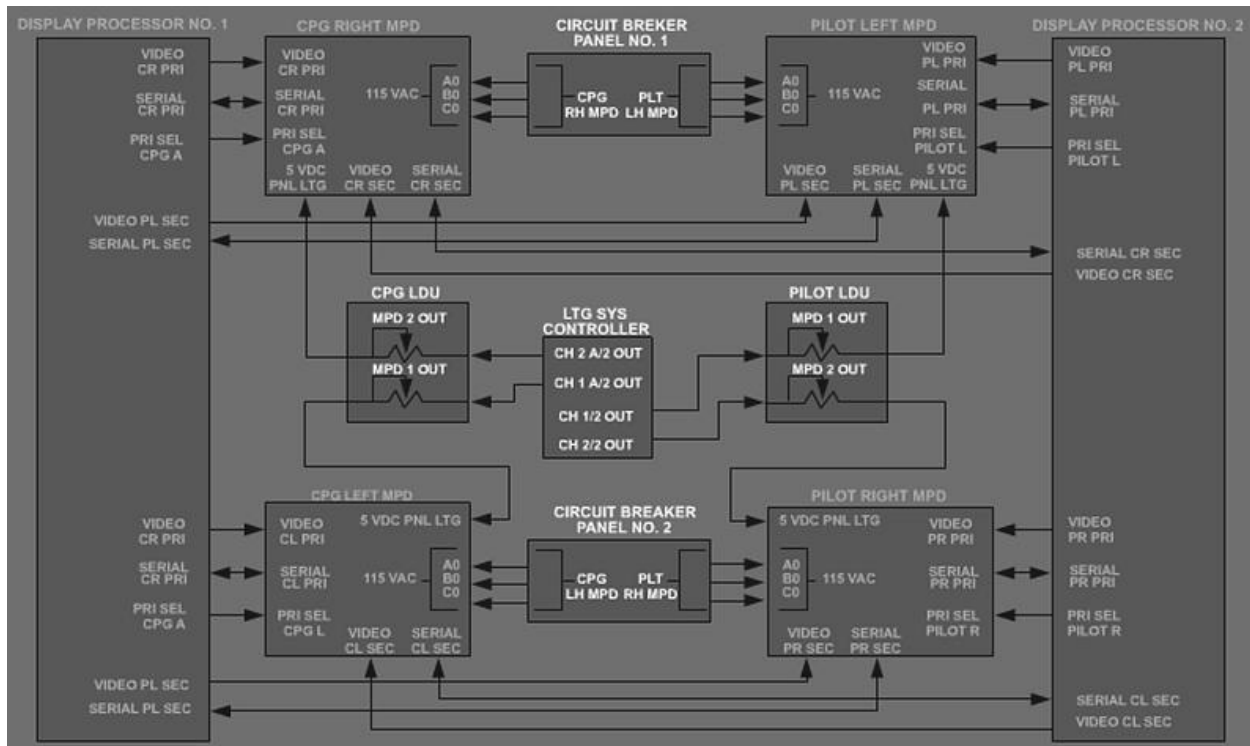 DISPLAY PROCESSOR NO. 1
CPG RIGHT MPD
CIRCUIT BREKER
PANEL NO. 1
PILOT LEFT MPD
DISPLAY PROCESSOR NO. 2
VIDEO
CR PRI
SERIAL
CR PRI
PRI SEL
CPG A
VIDEO PL SEC
SERIAL PL SEC
VIDEO
CR PRI
SERIAL
CR PRI
PRI SEL
CPG A
115 VAC
A0
B0
C0
5 VDC
PNL LTG
VIDEO
CR SEC
SERIAL
CR SEC
CPG
RH MPD
PLT
LH MPD
A0
B0
C0
115 VAC
VIDEO
PL PRI
SERIAL
PL PRI
PRI SEL
PILOT L
VIDEO
PL SEC
SERIAL
PL SEC
5 VDC
PNL LTG
VIDEO
PL PRI
SERIAL
PL PRI
PRI SEL
PILOT L
SERIAL CR SEC
VIDEO CR SEC
CPG LDU
MPD 2 OUT
MPD 1 OUT
LTG SYS
CONTROLLER
CH 2 A/2 OUT
CH 1 A/2 OUT
CH 1/2 OUT
CH 2/2 OUT
PILOT LDU
MPD 1 OUT
MPD 2 OUT
CPG LEFT MPD
CIRCUIT BREAKER
PANEL NO. 2
PILOT RIGHT MPD
VIDEO
CR PRI
SERIAL
CR PRI
PRI SEL
CPG A
VIDEO PL SEC
SERIAL PL SEC
VIDEO
CL PRI
SERIAL
CL PRI
PRI SEL
CPG L
5 VDC PNL LTG
115 VAC
A0
B0
C0
VIDEO
CL SEC
SERIAL
CL SEC
CPG
LH MPD
PLT
RH MPD
5 VDC PNL LTG
A0
B0
C0
115 VAC
VIDEO
PR PRI
SERIAL
PR PRI
PRI SEL
PILOT R
VIDEO
PR SEC
SERIAL
PR SEC
VIDEO
PR PRI
SERIAL
PR PRI
PRI SEL
PILOT R
SERIAL CL SEC
VIDEO CL SEC